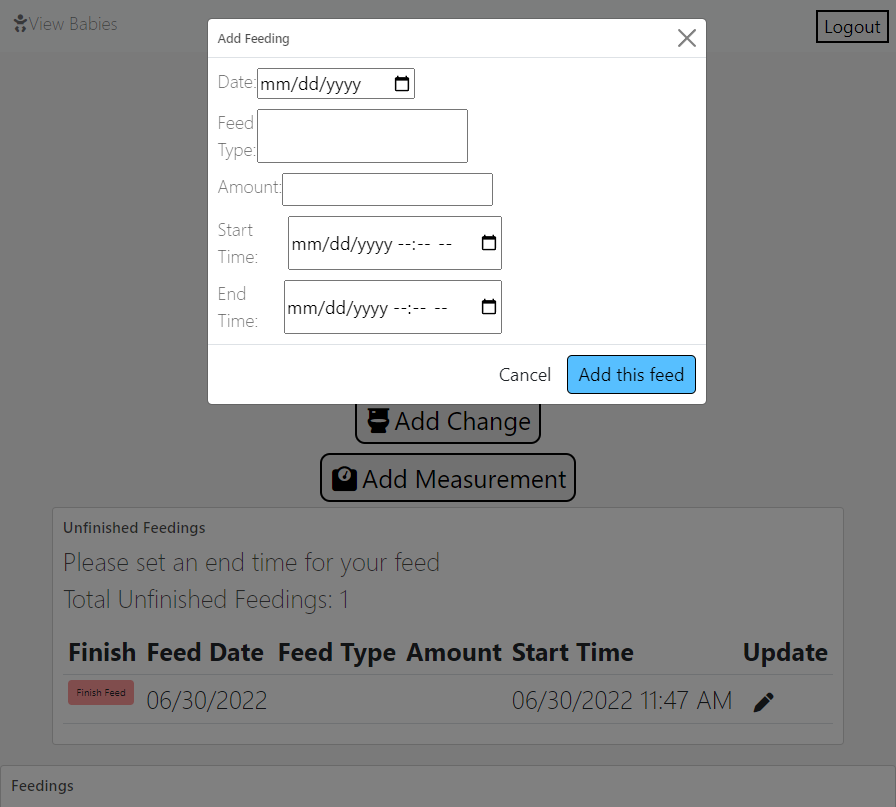 View Babies
Logout
Add Feeding
Date: mm/dd/yyyy
Feed
Type:
Amount:
Start
Time:
mm/dd/yyyy --:-- --
End
Time:
mm/dd/yyyy --:-- --
Cancel
Add this feed
Add Change
Add Measurement
Unfinished Feedings
Please set an end time for your feed
Total Unfinished Feedings: 1
Finish Feed Date Feed Type Amount Start Time Update
Finish Feed 06/30/2022 06/30/2022 11:47 AM
Feedings